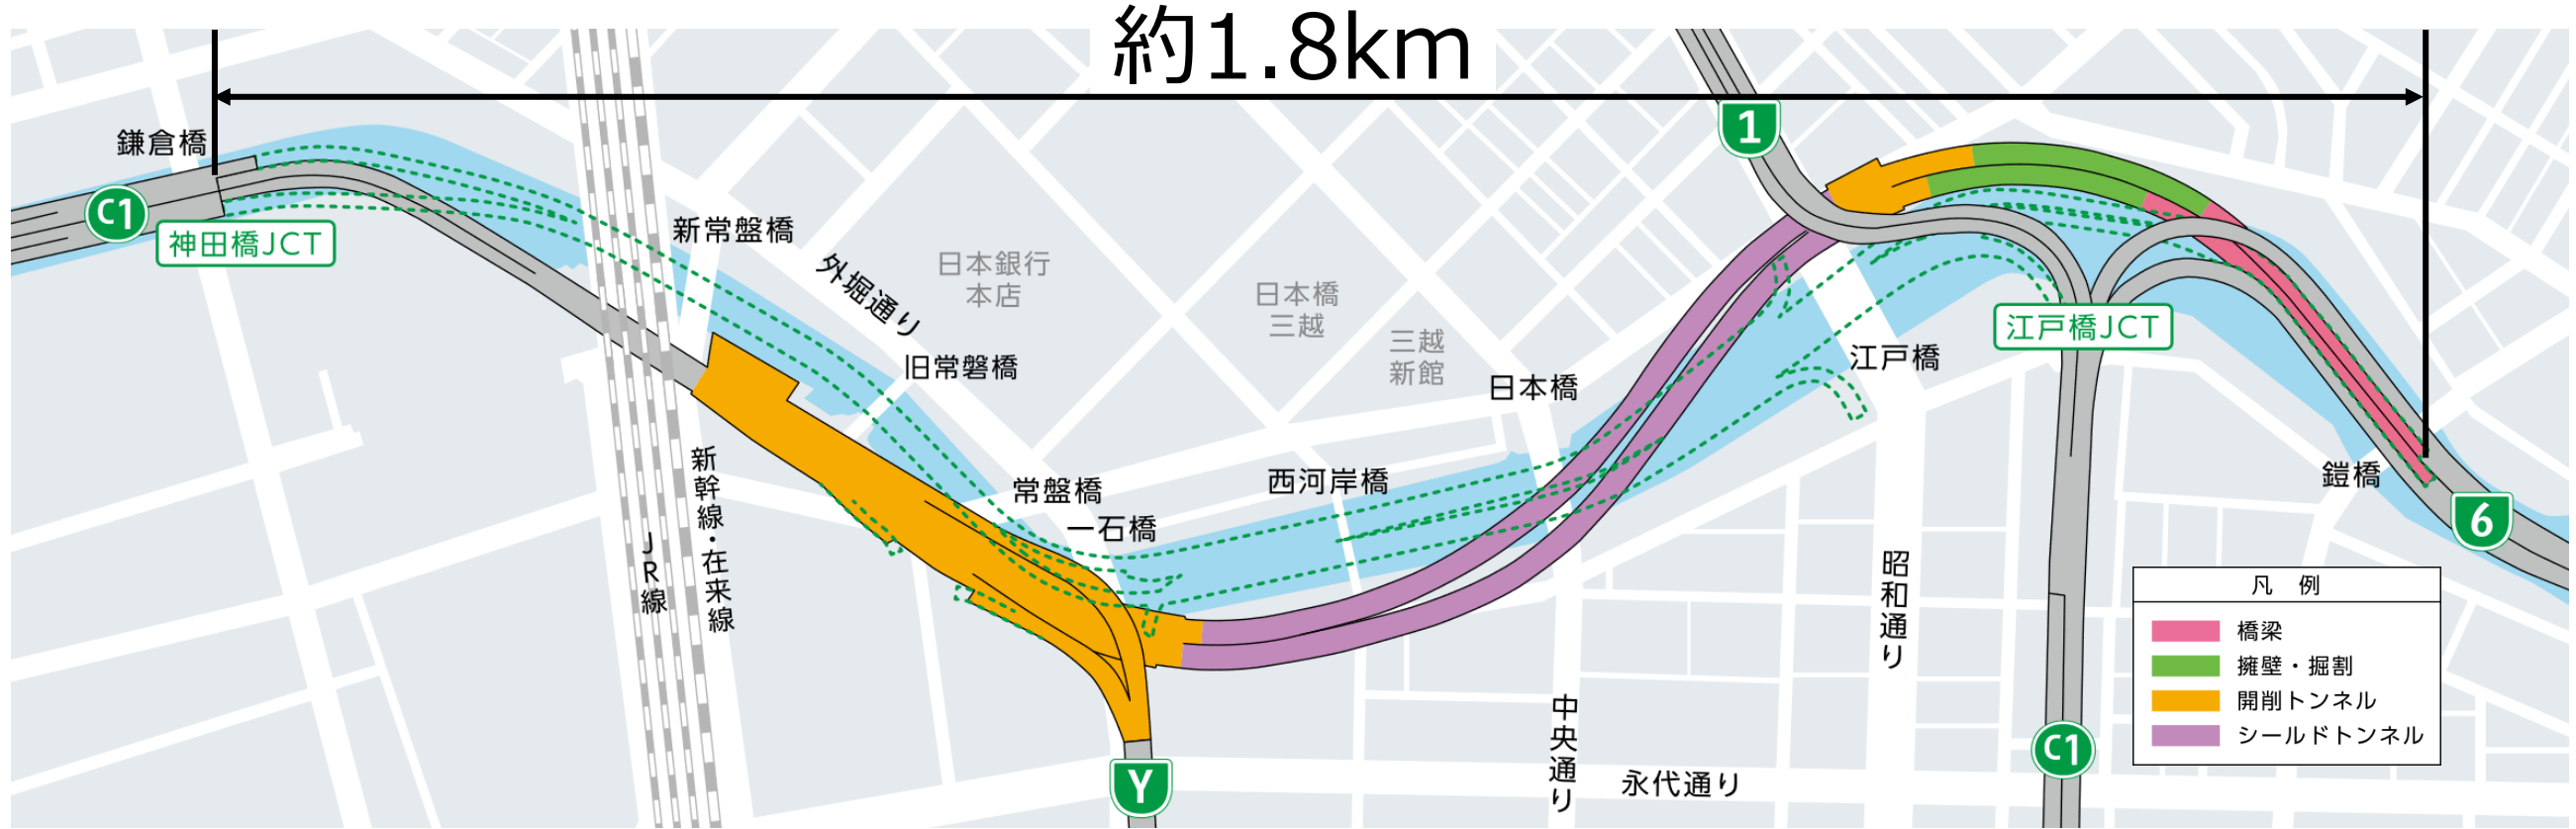 約1.8km
鎌倉橋
C1
神田橋JCT
新常盤橋
外堀通り
日本銀行
本店
旧常磐橋
日本橋
三越
三越
新館
日本橋
1
江戸橋
江戸橋JCT
鎧橋
6
新幹線・在来線
JR線
常盤橋
一石橋
西河岸橋
昭和通り
中央通り
永代通り
Y
C1
凡 例
橋梁
擁壁・掘割
開削トンネル
シールドトンネル